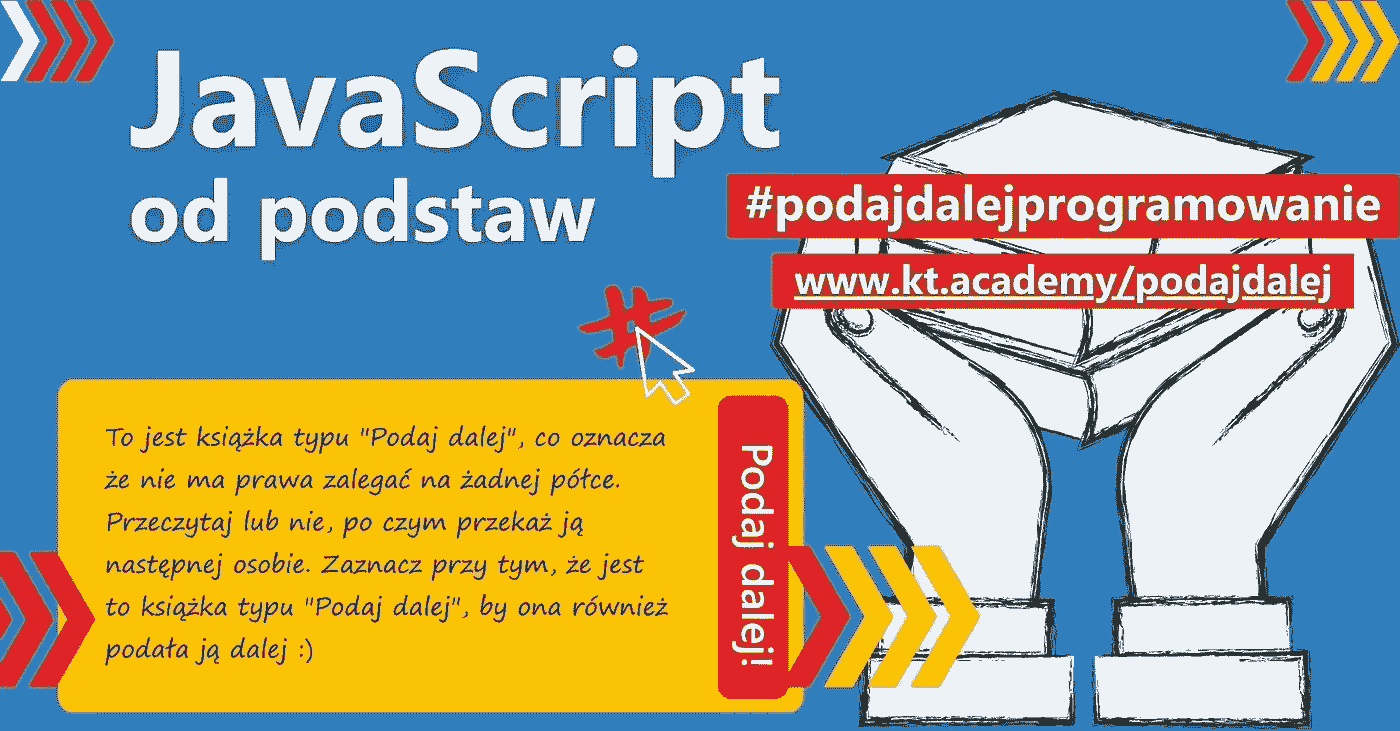 JavaScript
od podstaw
#podajdalejprogramowanie
www.kt.academy/podajdalej
#
To jest książka typu "Podaj dalej", co oznacza
że nie ma prawa zalegać na żadnej półce.
Przeczytaj lub nie, po czym przekaż ją
następnej osobie. Zaznacz przy tym, że jest
to książka typu "Podaj dalej", by ona również
podała ją dalej :)
Podaj dalej!